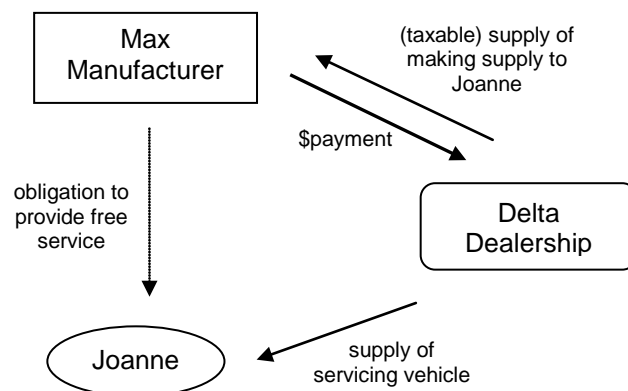 Max
Manufacturer
(taxable) supply of
making supply to
Joanne
$payment
obligation to
provide free
service
Delta
Dealership
Joanne
supply of
servicing vehicle